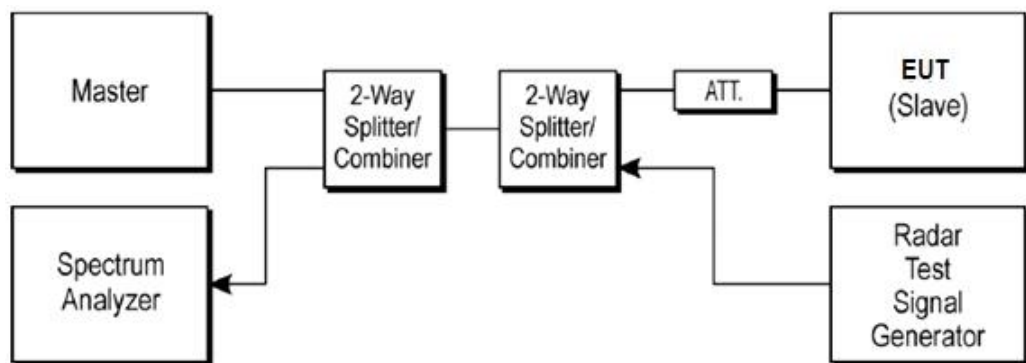 Master
2-Way
Splitter/
Combiner
2-Way
Splitter/
Combiner
ATT.
EUT
(Slave)
Spectrum
Analyzer
Radar
Test
Signal
Generator